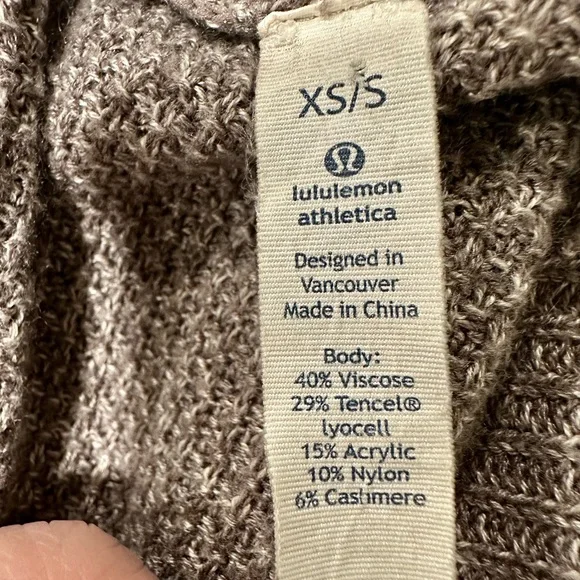 XS/S
lululemon
athletica
Designed in
Vancouver
Made in China
Body:
40% Viscose
29% Tencel®
lyocell
15% Acrylic
10% Nylon
6% Cashmere